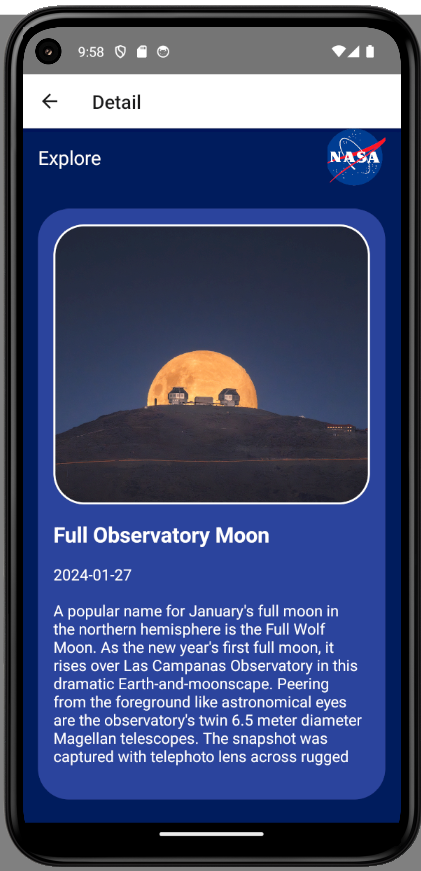 9:58
Detail
Explore
NASA
Full Observatory Moon
2024-01-27
A popular name for January's full moon in
the northern hemisphere is the Full Wolf
Moon. As the new year's first full moon, it
rises over Las Campanas Observatory in this
dramatic Earth-and-moonscape. Peering
from the foreground like astronomical eyes
are the observatory's twin 6.5 meter diameter
Magellan telescopes. The snapshot was
captured with telephoto lens across rugged